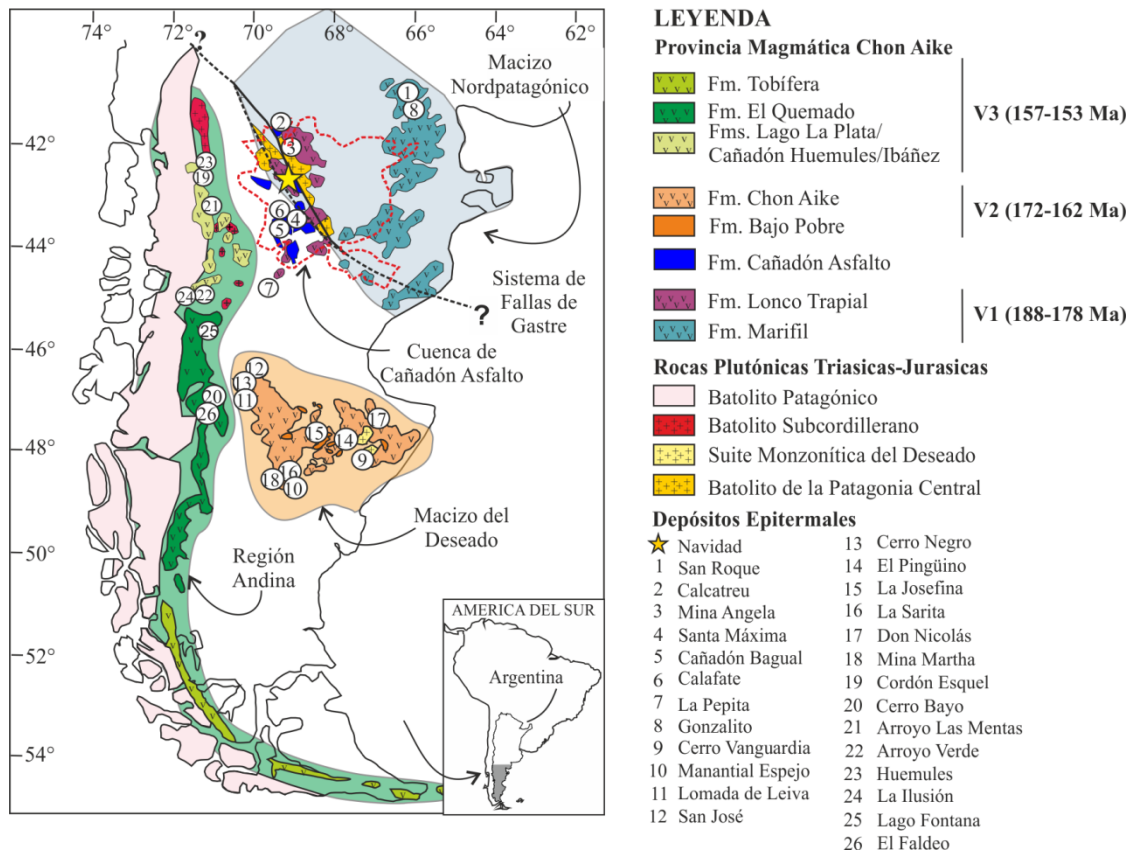 74° 72° 70° 68° 66° 64° 62°
?
Macizo
Nordpatagónico
1
8
2
42°
3
23
19
21
6
4
5
44°
7
24 22
Sistema de
Fallas de
Gastre
?
25
46°
Cuenca de
Cañadón Asfalto
12
13
11
20
26
17
15
14
48°
9
16
18
10
Macizo del
Deseado
50°
Región
Andina
52°
54°
AMERICA DEL SUR
Argentina
LEYENDA
Provincia Magmática Chon Aike
Fm. Tobífera
Fm. El Quemado
Fms. Lago La Plata/
Cañadón Huemules/Ibáñez
V3 (157-153 Ma)
Fm. Chon Aike
Fm. Bajo Pobre
V2 (172-162 Ma)
Fm. Cañadón Asfalto
Fm. Lonco Trapial
Fm. Marifil
V1 (188-178 Ma)
Rocas Plutónicas Triasicas-Jurasicas
Batolito Patagónico
Batolito Subcordillerano
Suite Monzonítica del Deseado
Batolito de la Patagonia Central
Depósitos Epitermales
Navidad
1 San Roque
2 Calcatreu
3 Mina Angela
4 Santa Máxima
5 Cañadón Bagual
6 Calafate
7 La Pepita
8 Gonzalito
9 Cerro Vanguardia
10 Manantial Espejo
11 Lomada de Leiva
12 San José
13 Cerro Negro
14 El Pingüino
15 La Josefina
16 La Sarita
17 Don Nicolás
18 Mina Martha
19 Cordón Esquel
20 Cerro Bayo
21 Arroyo Las Mentas
22 Arroyo Verde
23 Huemules
24 La Ilusión
25 Lago Fontana
26 El Faldeo